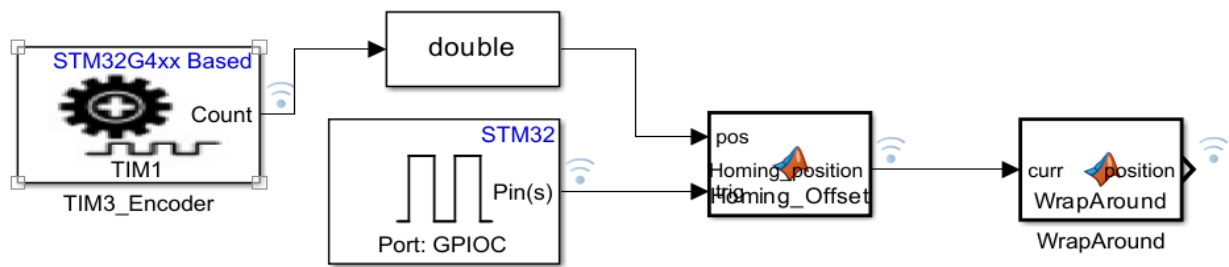 STM32G4xx Based
Count
TIM1
TIM3_Encoder
double
STM32
Pin(s)
Port: GPIOC
pos
Homing_position
trig
Homing_Offset
curr
position
WrapAround
WrapAround